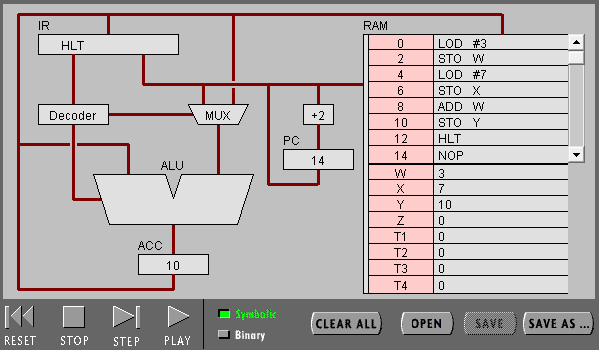 IR
HLT
Decoder
MUX
+2
PC
14
ALU
ACC
10
RAM
0 LOD #3
2 STO W
4 LOD #7
6 STO X
8 ADD W
10 STO Y
12 HLT
14 NOP
W 3
X 7
Y 10
Z 0
T1 0
T2 0
T3 0
T4 0
RESET STOP STEP PLAY
Symbolic
Binary
CLEAR ALL OPEN SAVE SAVE AS ...